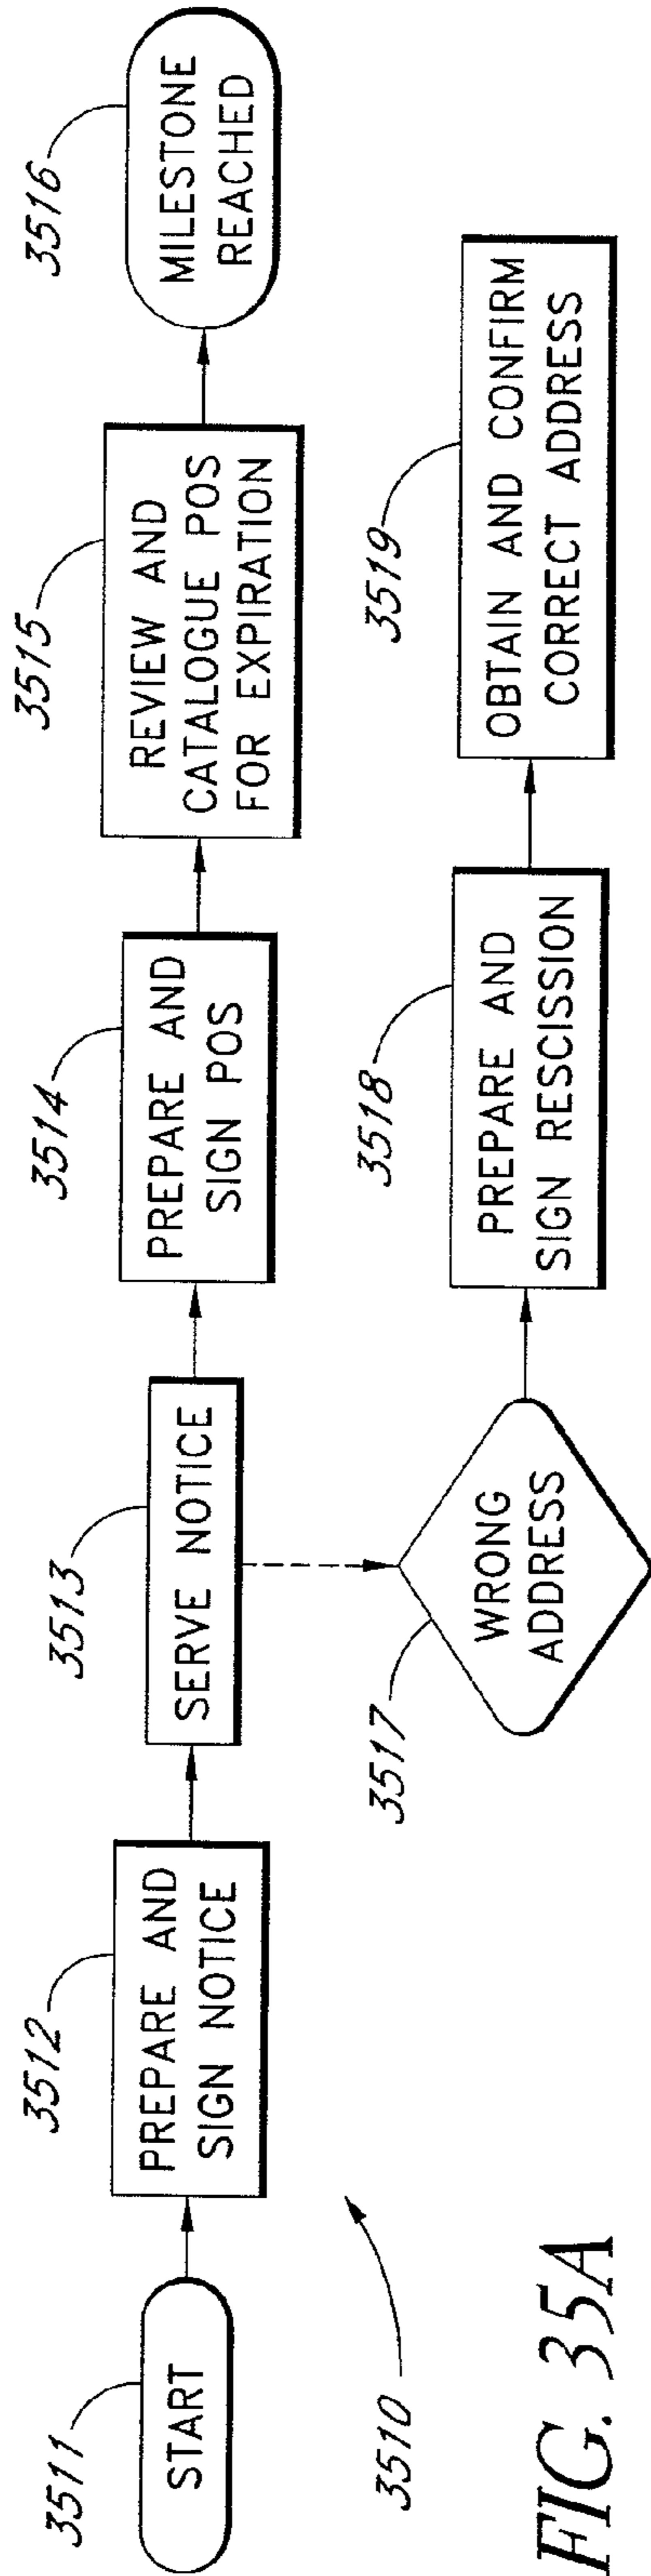 3511
START
3512
PREPARE AND
SIGN NOTICE
3513
SERVE NOTICE
3514
PREPARE AND
SIGN POS
3515
REVIEW AND
CATALOGUE POS
FOR EXPIRATION
3516
MILESTONE
REACHED
3517
WRONG
ADDRESS
3518
PREPARE AND
SIGN RESCISSION
3519
OBTAIN AND CONFIRM
CORRECT ADDRESS
3510
FIG. 35A